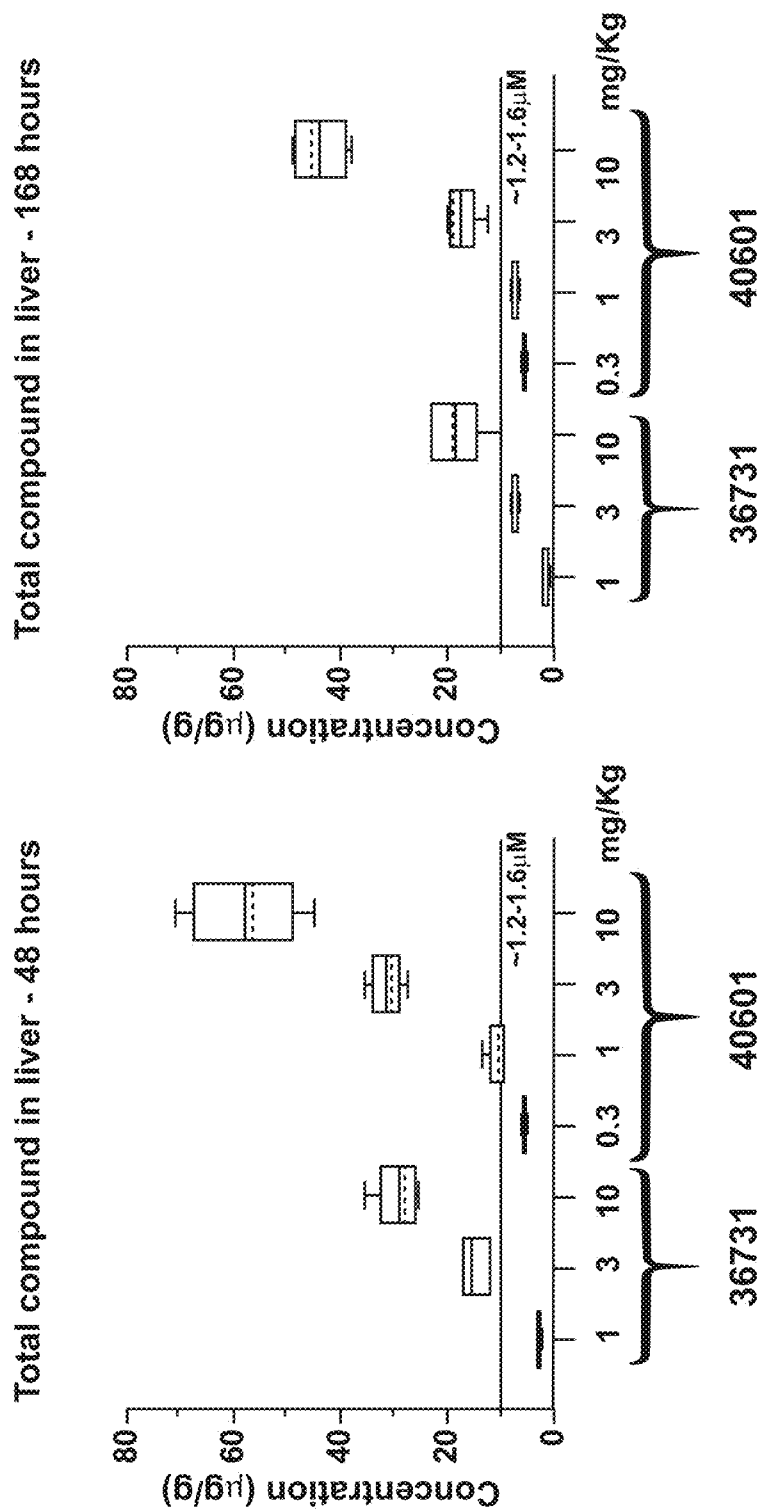 Total compound in liver - 48 hours
Concentration (µg/g)
80
60
40
20
0
~1.2-1.6µM
1 3 10 0.3 1 3 10 mg/Kg
36731 40601
Total compound in liver - 168 hours
Concentration (µg/g)
80
60
40
20
0
~1.2-1.6µM
1 3 10 0.3 1 3 10 mg/Kg
36731 40601